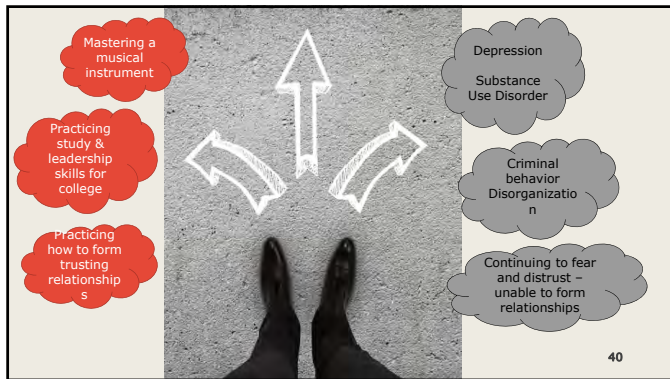 Mastering a
musical
instrument
Practicing
study &
leadership
skills for
college
Practicing
how to form
trusting
relationship
s
Depression
Substance
Use Disorder
Criminal
behavior
Disorganizatio
n
Continuing to fear
and distrust –
unable to form
relationships
40